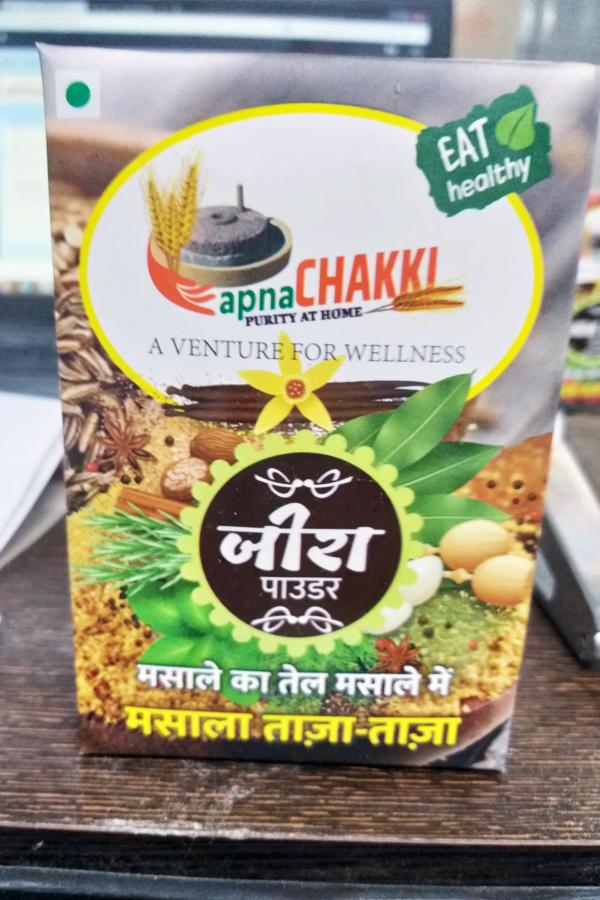 EAT
healthy
apnaCHAKKI
PURITY AT HOME
A VENTURE FOR WELLNESS
जीरा
पाउडर
मसाले का तेल मसाले में
मसाला ताज़ा-ताज़ा